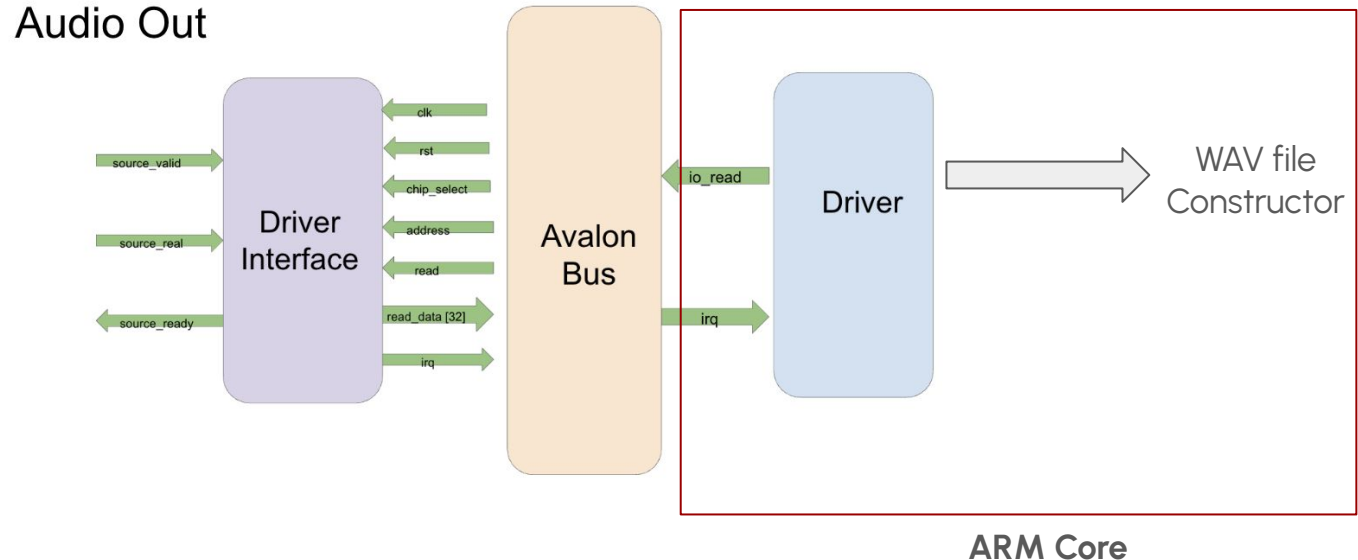 Audio Out
source_valid
source_real
source_ready
Driver
Interface
clk
rst
chip_select
address
read
read_data [32]
irq
Avalon
Bus
io_read
irq
Driver
WAV file
Constructor
ARM Core